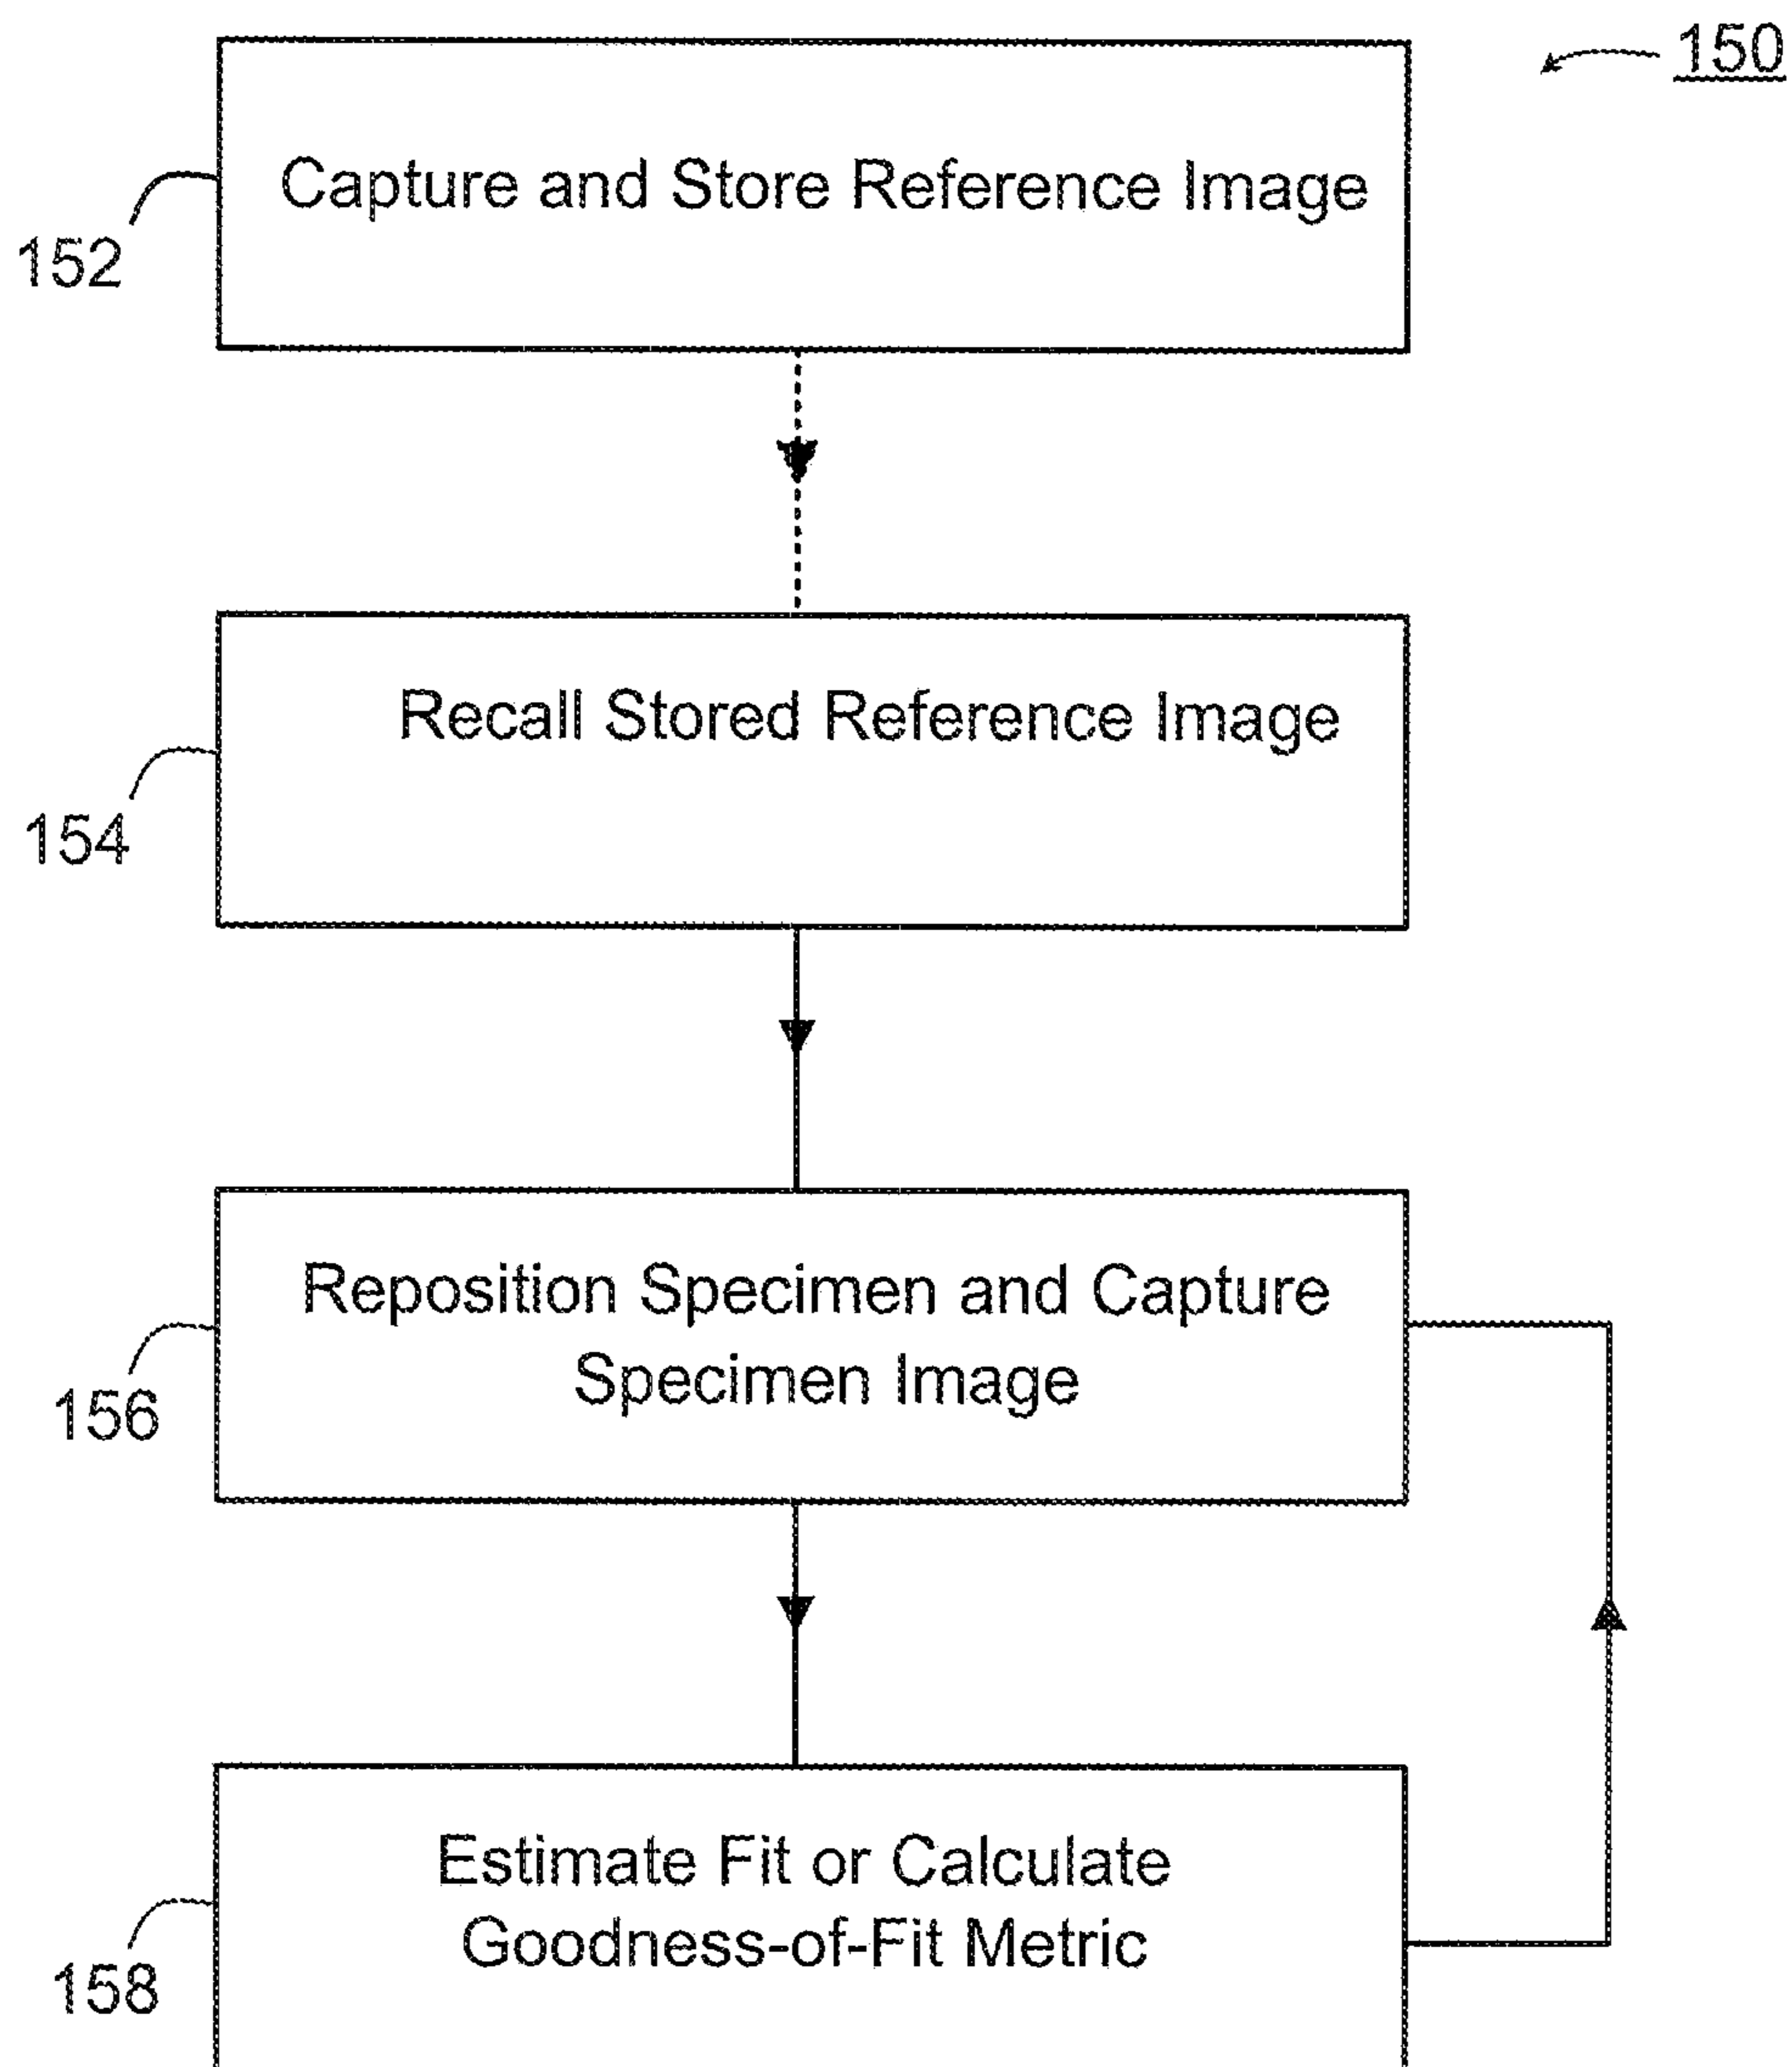 150
Capture and Store Reference Image
152
Recall Stored Reference Image
154
Reposition Specimen and Capture
Specimen Image
156
Estimate Fit or Calculate
Goodness-of-Fit Metric
158